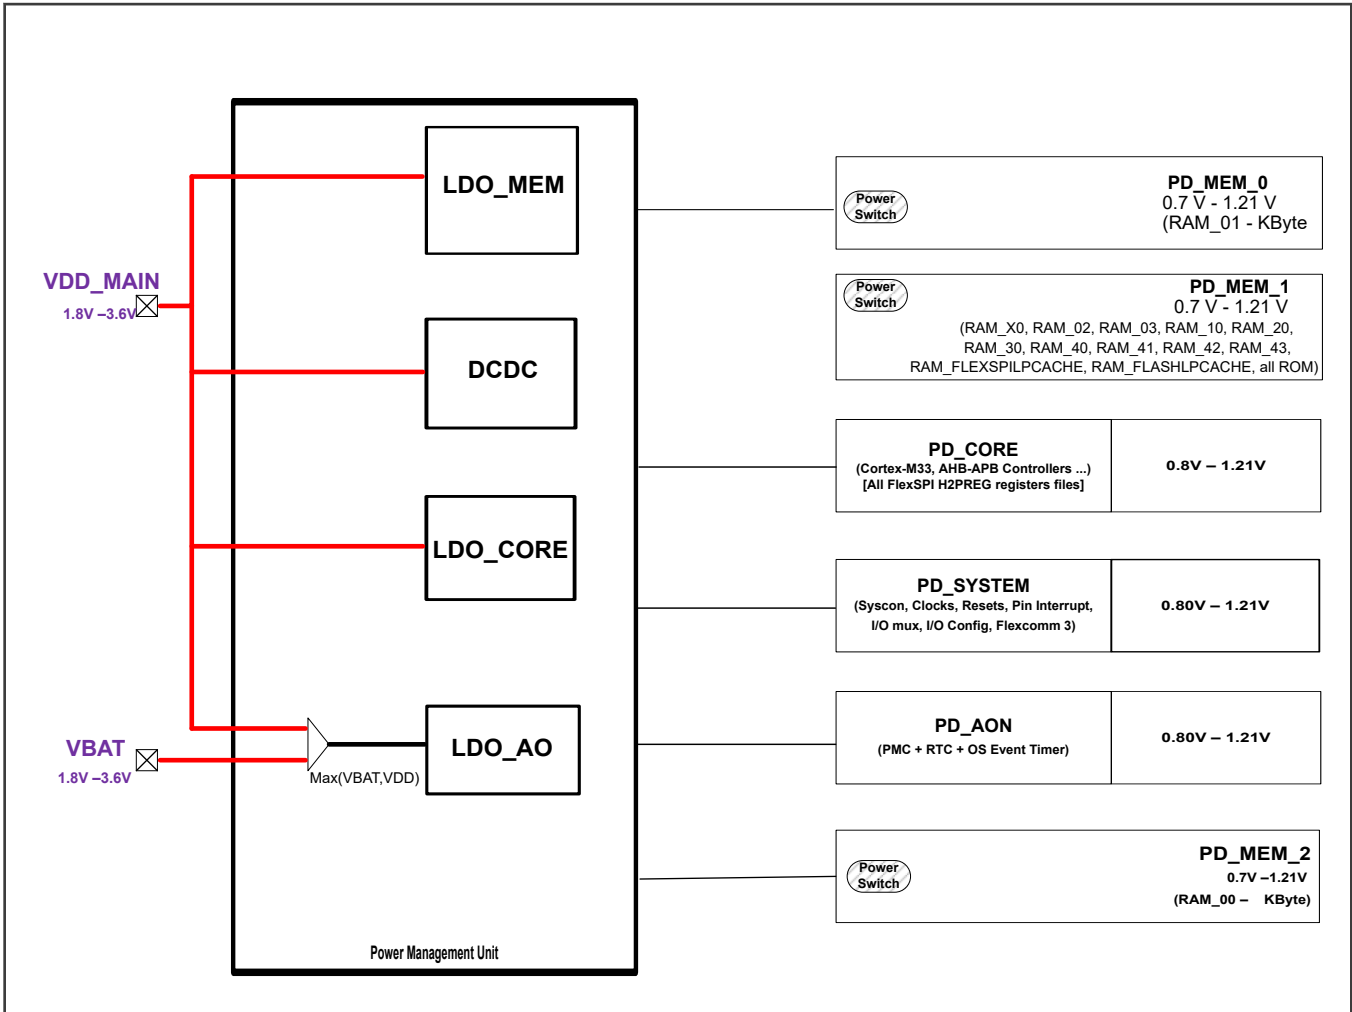 LDO_MEM
VDD_MAIN
1.8V –3.6V
DCDC
LDO_CORE
VBAT
1.8V –3.6V
Max(VBAT,VDD)
LDO_AO
Power Management Unit
Power
Switch
PD_MEM_0
0.7 V - 1.21 V
(RAM_01 - KByte
Power
Switch
PD_MEM_1
0.7 V - 1.21 V
(RAM_X0, RAM_02, RAM_03, RAM_10, RAM_20,
RAM_30, RAM_40, RAM_41, RAM_42, RAM_43,
RAM_FLEXSPILPCACHE, RAM_FLASHLPCACHE, all ROM)
PD_CORE
(Cortex-M33, AHB-APB Controllers ...)
[All FlexSPI H2PREG registers files]
0.8V – 1.21V
PD_SYSTEM
(Syscon, Clocks, Resets, Pin Interrupt,
I/O mux, I/O Config, Flexcomm 3)
0.80V – 1.21V
PD_AON
(PMC + RTC + OS Event Timer)
0.80V – 1.21V
Power
Switch
PD_MEM_2
0.7V –1.21V
(RAM_00 – KByte)